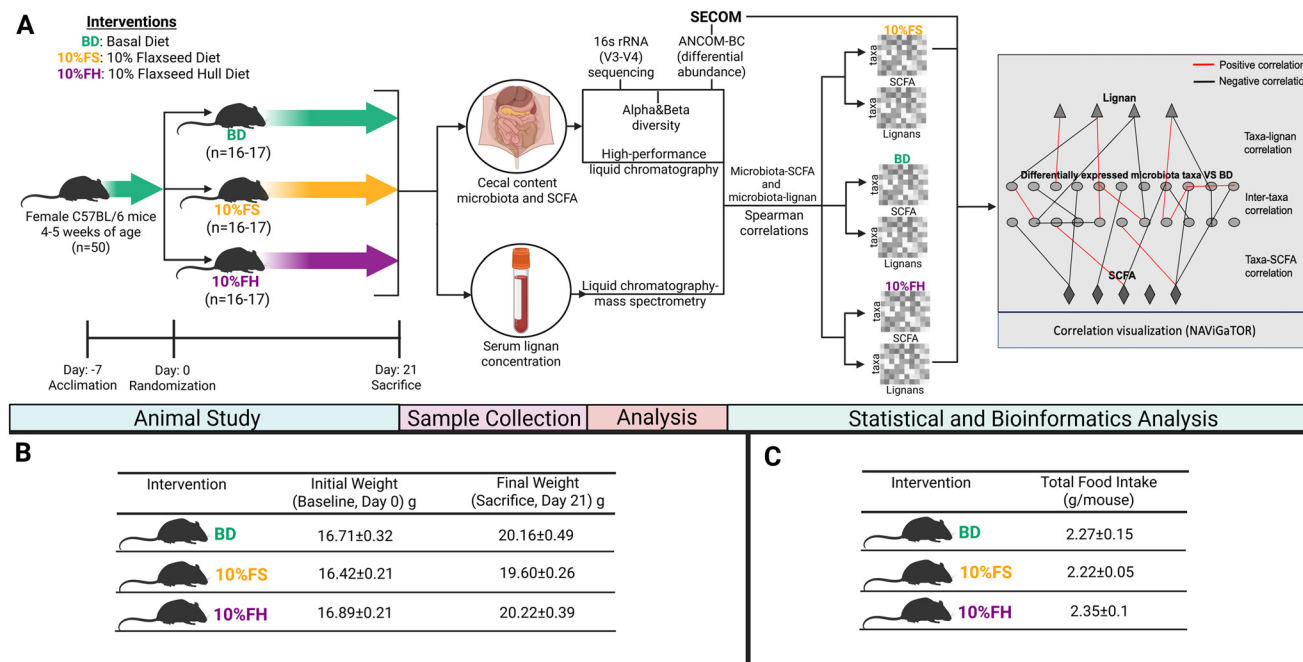 A
Interventions
BD: Basal Diet
10%FS: 10% Flaxseed Diet
10%FH: 10% Flaxseed Hull Diet
Female C57BL/6 mice
4-5 weeks of age
(n=50)
BD
(n=16-17)
10%FS
(n=16-17)
10%FH
(n=16-17)
Day: -7
Acclimation
Day: 0
Randomization
Day: 21
Sacrifice
Cecal content
microbiota and SCFA
Serum lignan
concentration
16s rRNA
(V3-V4)
sequencing
SECOM
ANCOM-BC
(differential
abundance)
Alpha&Beta
diversity
High-performance
liquid chromatography
Liquid chromatography-
mass spectrometry
Microbiota-SCFA
and
microbiota-lignan
Spearman
correlations
10%FS
taxa
SCFA
taxa
Lignans
BD
taxa
SCFA
taxa
Lignans
10%FH
taxa
SCFA
taxa
Lignans
Positive correlation
Negative correlation
Lignan
Taxa-lignan
correlation
Differentially expressed microbiota taxa VS BD
Inter-taxa
correlation
Taxa-SCFA
correlation
SCFA
Correlation visualization (NAViGaTOR)
Animal Study
Sample Collection
Analysis
Statistical and Bioinformatics Analysis
B
Intervention Initial Weight (Baseline, Day 0) g Final Weight (Sacrifice, Day 21) g
BD 16.71±0.32 20.16±0.49
10%FS 16.42±0.21 19.60±0.26
10%FH 16.89±0.21 20.22±0.39
C
Intervention Total Food Intake (g/mouse)
BD 2.27±0.15
10%FS 2.22±0.05
10%FH 2.35±0.1